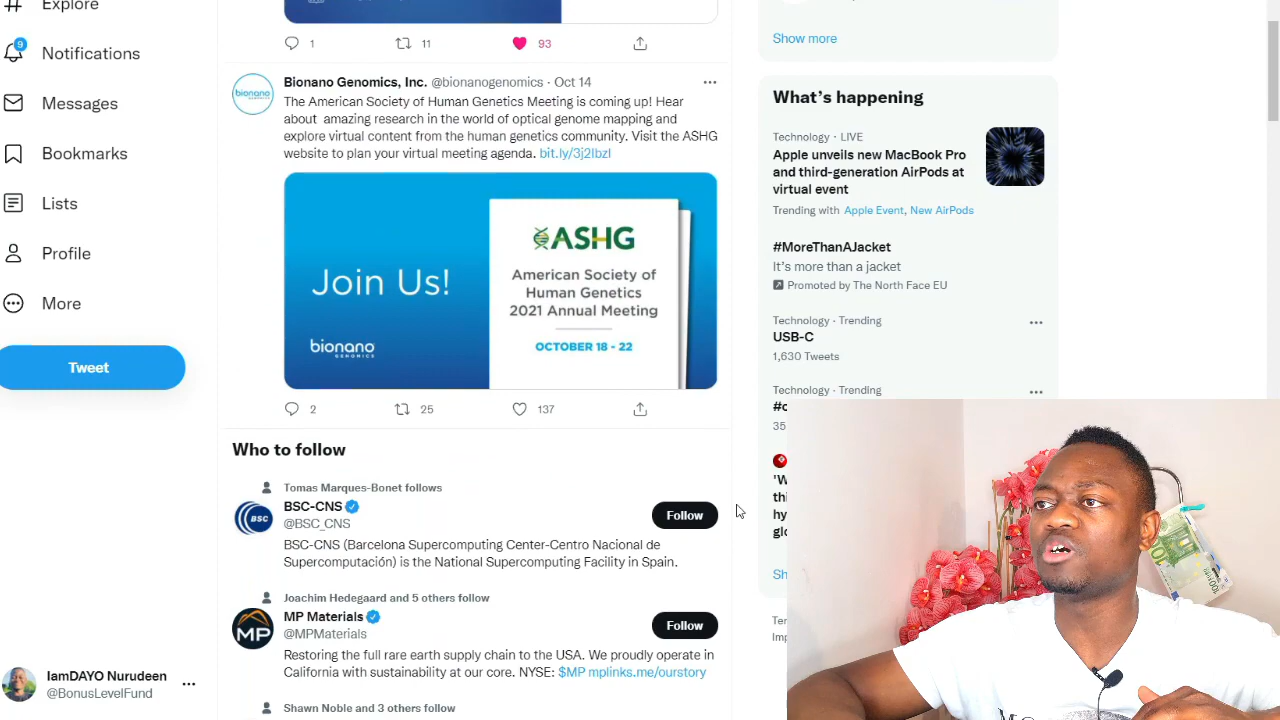 Explore
9
Notifications
Messages
Bookmarks
Lists
Profile
More
Tweet
IamDAYO Nurudeen
@BonusLevelFund
1
11
93
Bionano Genomics, Inc. @bionanogenomics · Oct 14
The American Society of Human Genetics Meeting is coming up! Hear
about amazing research in the world of optical genome mapping and
explore virtual content from the human genetics community. Visit the ASHG
website to plan your virtual meeting agenda. bit.ly/3j2lbzl
bionano
Join Us!
bionano
GENOMICS
ASHG
American Society of
Human Genetics
2021 Annual Meeting
OCTOBER 18 - 22
2
25
137
Who to follow
Tomas Marques-Bonet follows
BSC
BSC-CNS
@BSC_CNS
Follow
BSC-CNS (Barcelona Supercomputing Center-Centro Nacional de
Supercomputación) is the National Supercomputing Facility in Spain.
Joachim Hedegaard and 5 others follow
MP
MP Materials
@MPMaterials
Follow
Restoring the full rare earth supply chain to the USA. We proudly operate in
California with sustainability at our core. NYSE: $MP mplinks.me/ourstory
Shawn Noble and 3 others follow
Show more
What's happening
Technology · LIVE
Apple unveils new MacBook Pro
and third-generation AirPods at
virtual event
Trending with Apple Event, New AirPods
#MoreThanAJacket
It's more than a jacket
Promoted by The North Face EU
Technology · Trending
USB-C
1,630 Tweets
Technology · Trending
100